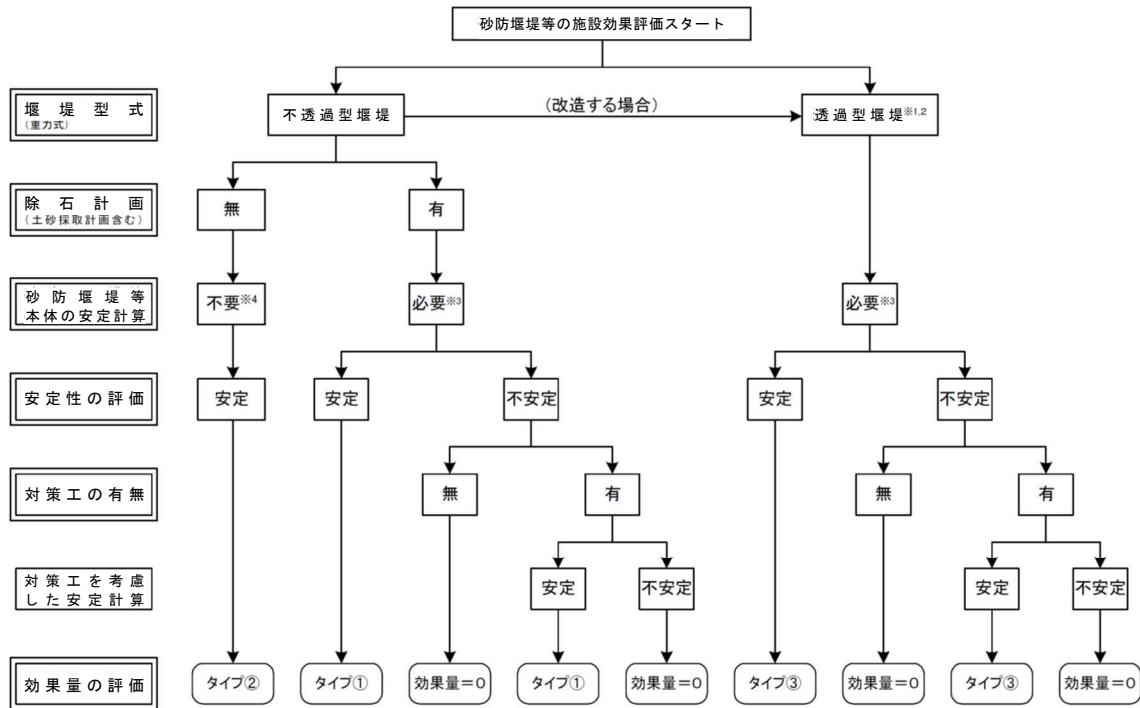 砂防堰堤等の施設効果評価スタート
堰堤型式
(重力式)
不透過型堰堤
(改造する場合)
透過型堰堤※1,2
除石計画
(土砂採取計画含む)
無
有
砂防堰堤等
本体の安定計算
不要※4
必要※3
必要※3
安定性の評価
安定
安定
不安定
安定
不安定
対策工の有無
無
有
無
有
対策工を考慮
した安定計算
安定
不安定
安定
不安定
効果量の評価
タイプ②
タイプ①
効果量=0
タイプ①
効果量=0
タイプ③
効果量=0
タイプ③
効果量=0